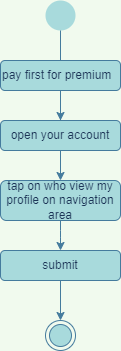 pay first for premium
open your account
tap on who view my
profile on navigation
area
submit